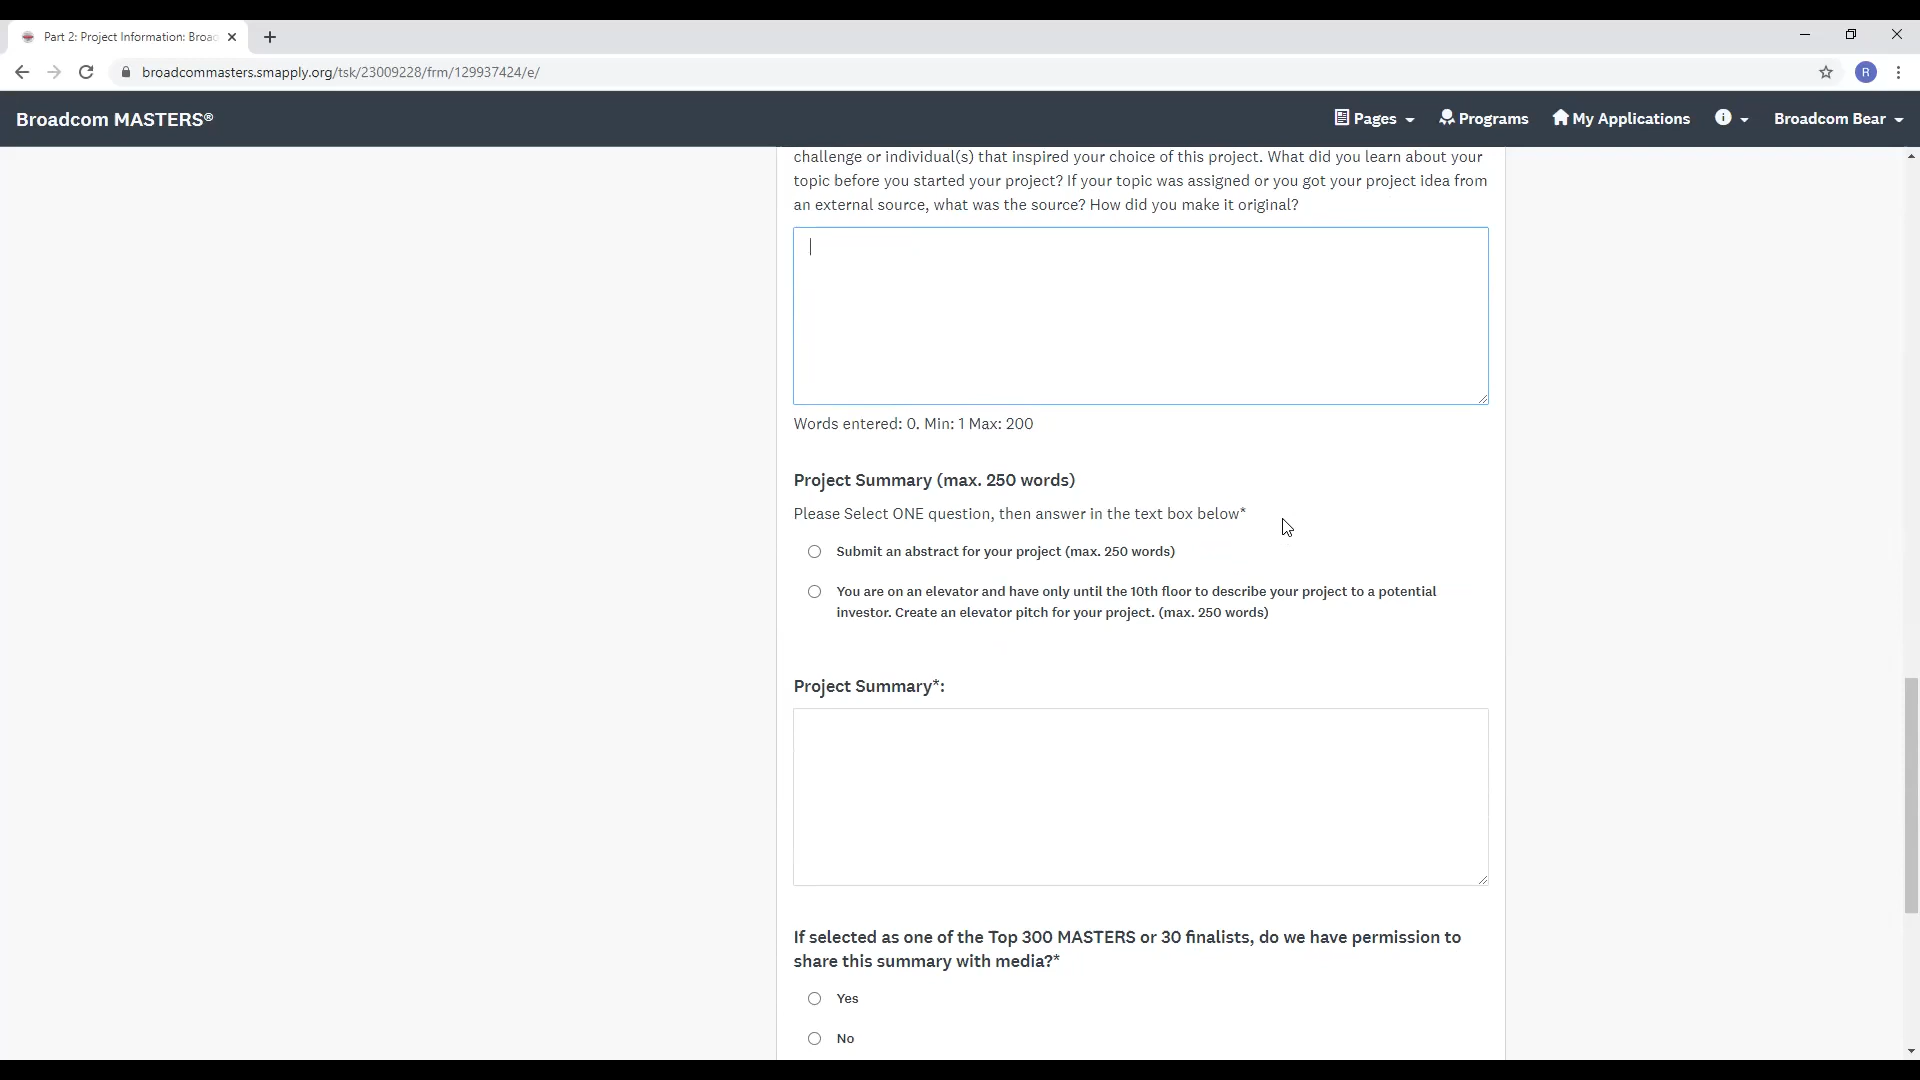 Part 2: Project Information: Broad
broadcommasters.smapply.org/tsk/23009228/frm/129937424/e/
R
Broadcom MASTERS®
Pages
Programs
My Applications
Broadcom Bear
challenge or individual(s) that inspired your choice of this project. What did you learn about your
topic before you started your project? If your topic was assigned or you got your project idea from
an external source, what was the source? How did you make it original?
Words entered: 0. Min: 1 Max: 200
Project Summary (max. 250 words)
Please Select ONE question, then answer in the text box below*
Submit an abstract for your project (max. 250 words)
You are on an elevator and have only until the 10th floor to describe your project to a potential
investor. Create an elevator pitch for your project. (max. 250 words)
Project Summary*:
If selected as one of the Top 300 MASTERS or 30 finalists, do we have permission to
share this summary with media?*
Yes
No